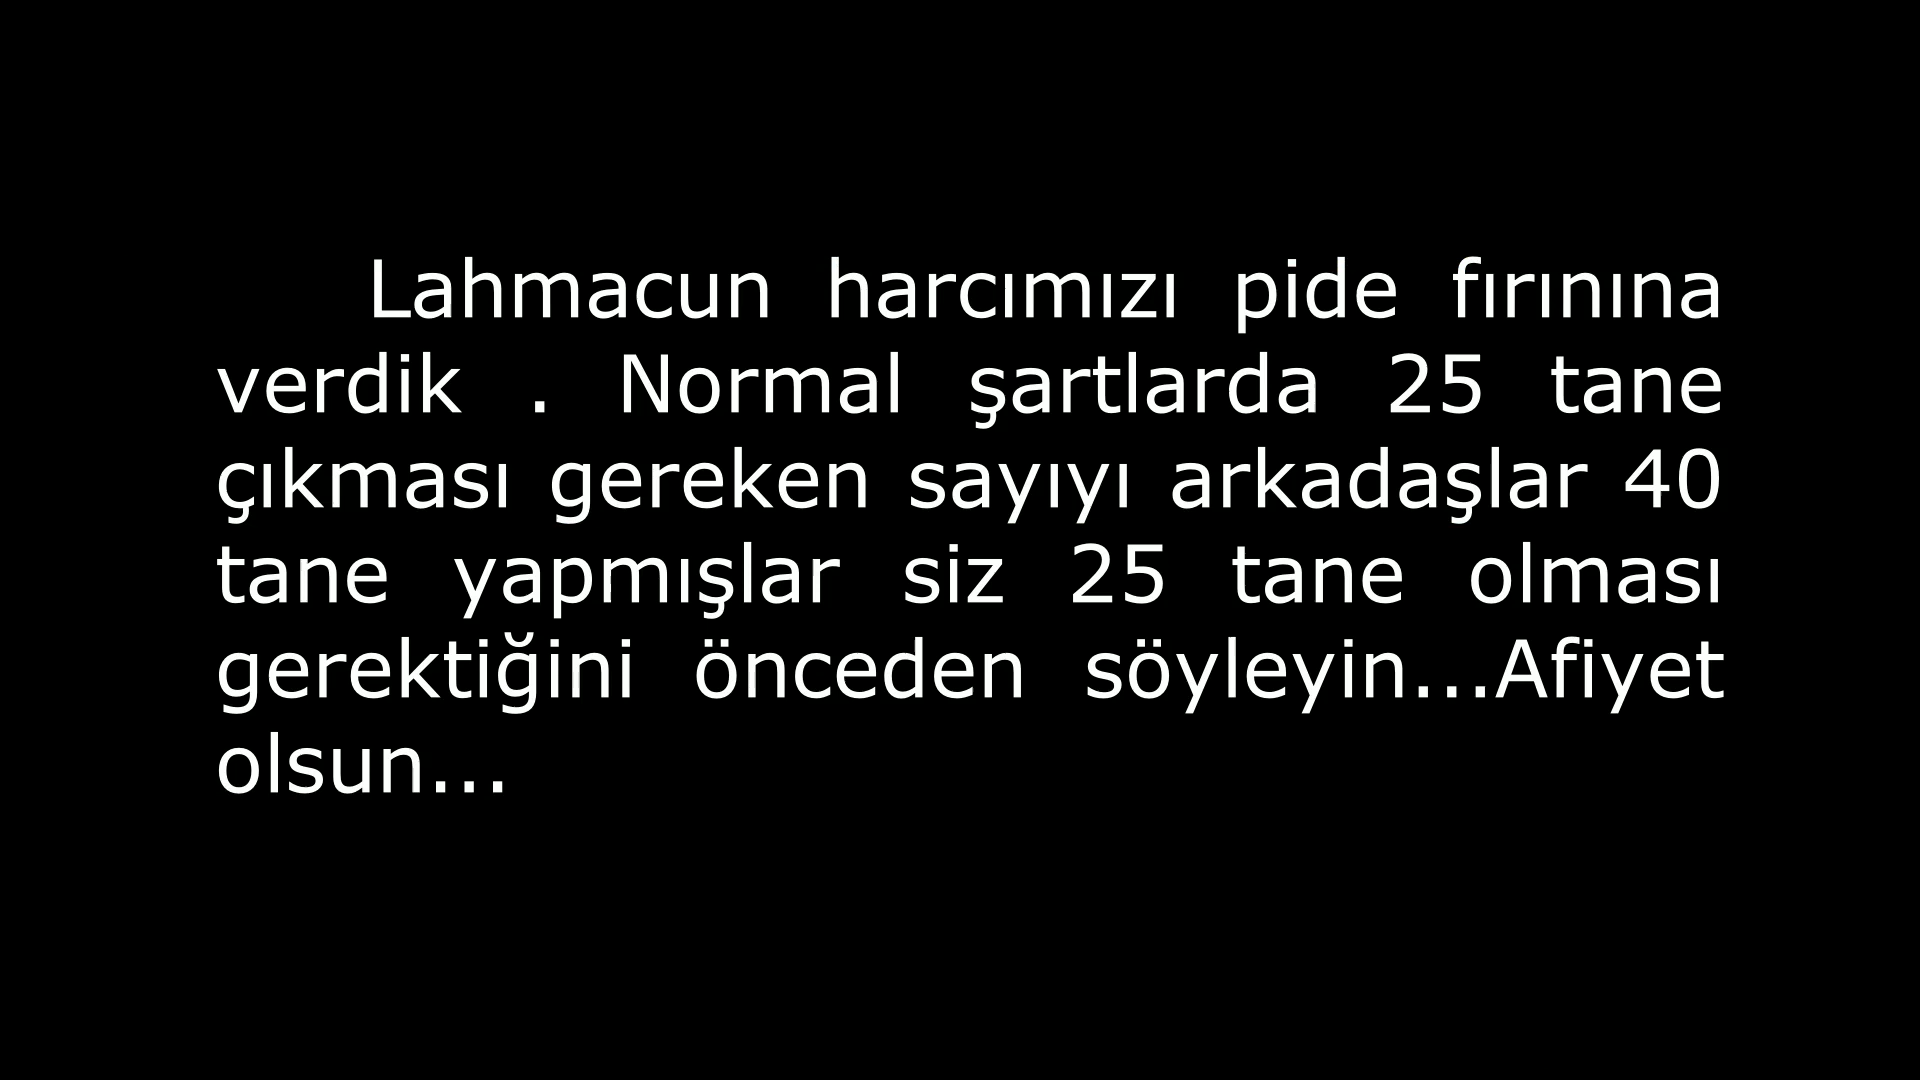 Lahmacun harcımızı pide fırınına
verdik . Normal şartlarda 25 tane
çıkması gereken sayıyı arkadaşlar 40
tane yapmışlar siz 25 tane olması
gerektiğini önceden söyleyin...Afiyet
olsun...